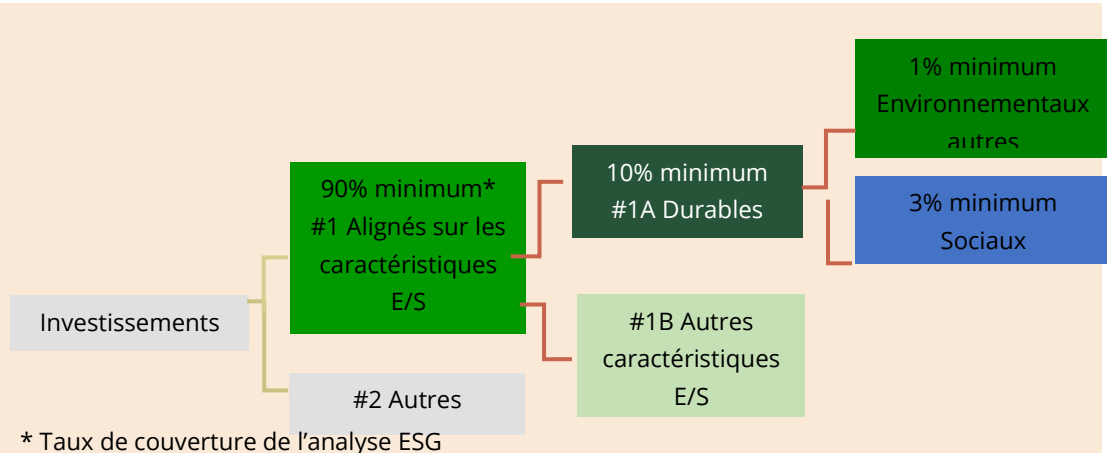 1% minimum
Environnementaux
autres
90% minimum*
#1 Alignés sur les
caractéristiques
E/S
10% minimum
#1A Durables
3% minimum
Sociaux
Investissements
#1B Autres
caractéristiques
E/S
#2 Autres
* Taux de couverture de l’analyse ESG